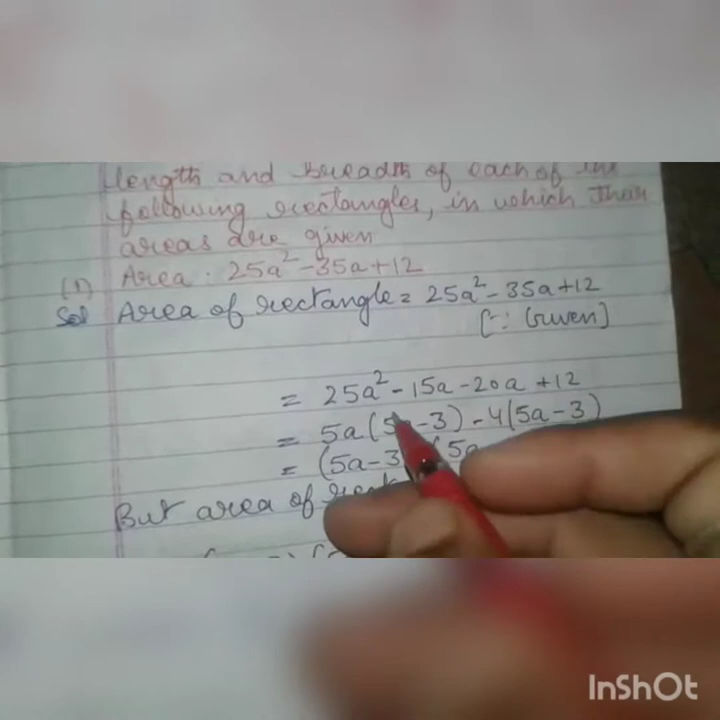 length and breadth of each of the
following rectangles, in which their
areas are given
(1) Area : 25a²-35a+12
Sol Area of rectangle = 25a²-35a+12
[∵ Given]
= 25a²-15a-20a+12
= 5a(5a-3)-4(5a-3)
= (5a-3) (5a
But area of
InShOt